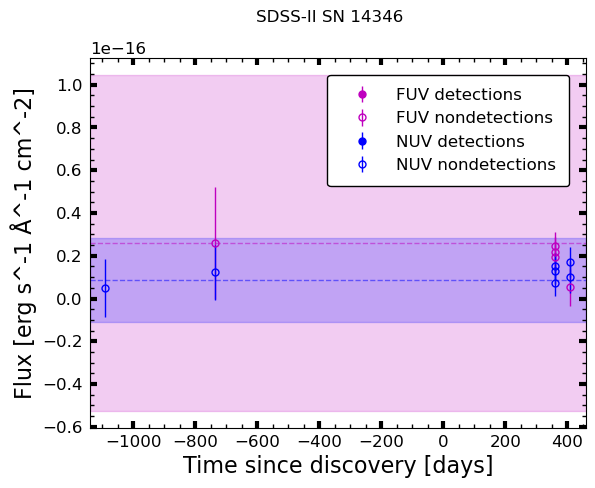 SDSS-II SN 14346
1e−16
FUV detections
FUV nondetections
NUV detections
NUV nondetections
Flux [erg s^-1 Å^-1 cm^-2]
1.0
0.8
0.6
0.4
0.2
0.0
−0.2
−0.4
−0.6
−1000 −800 −600 −400 −200 0 200 400
Time since discovery [days]